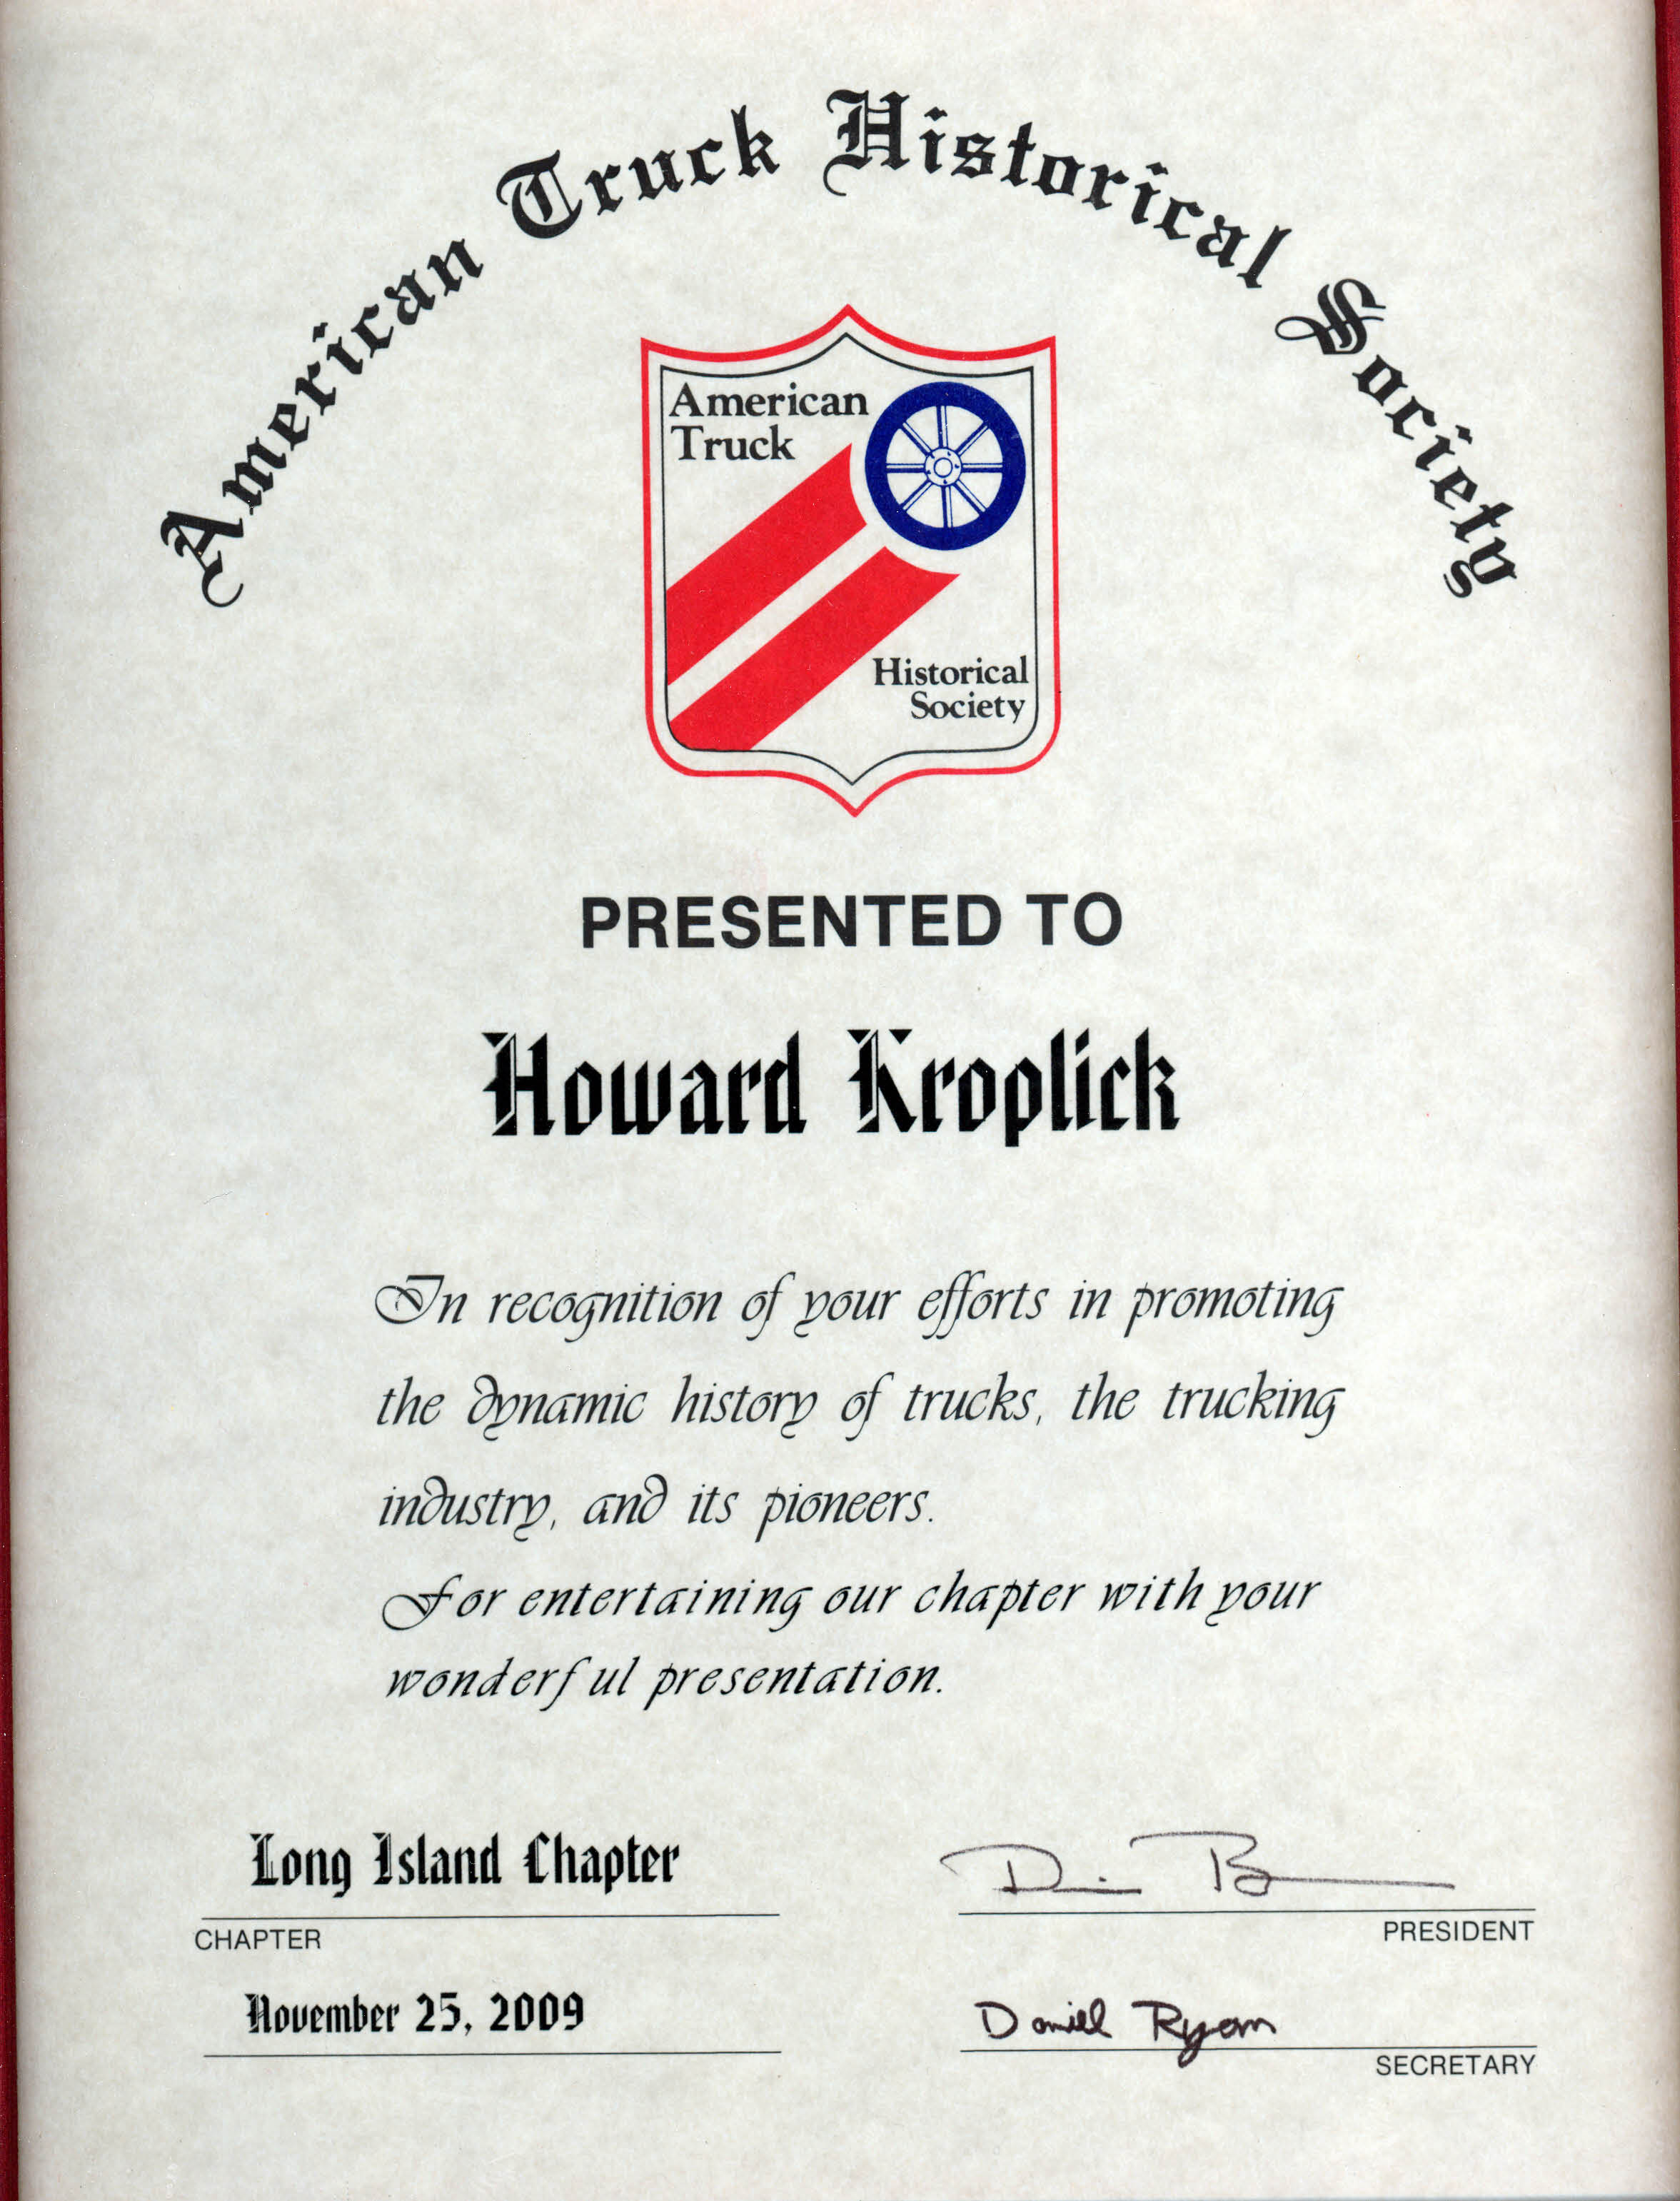 American Truck Historical Society
American
Truck
Historical
Society
PRESENTED TO
Howard Kroplick
In recognition of your efforts in promoting
the dynamic history of trucks, the trucking
industry, and its pioneers.
For entertaining our chapter with your
wonderful presentation.
Long Island Chapter
CHAPTER
PRESIDENT
November 25, 2009
Daniel Ryan
SECRETARY